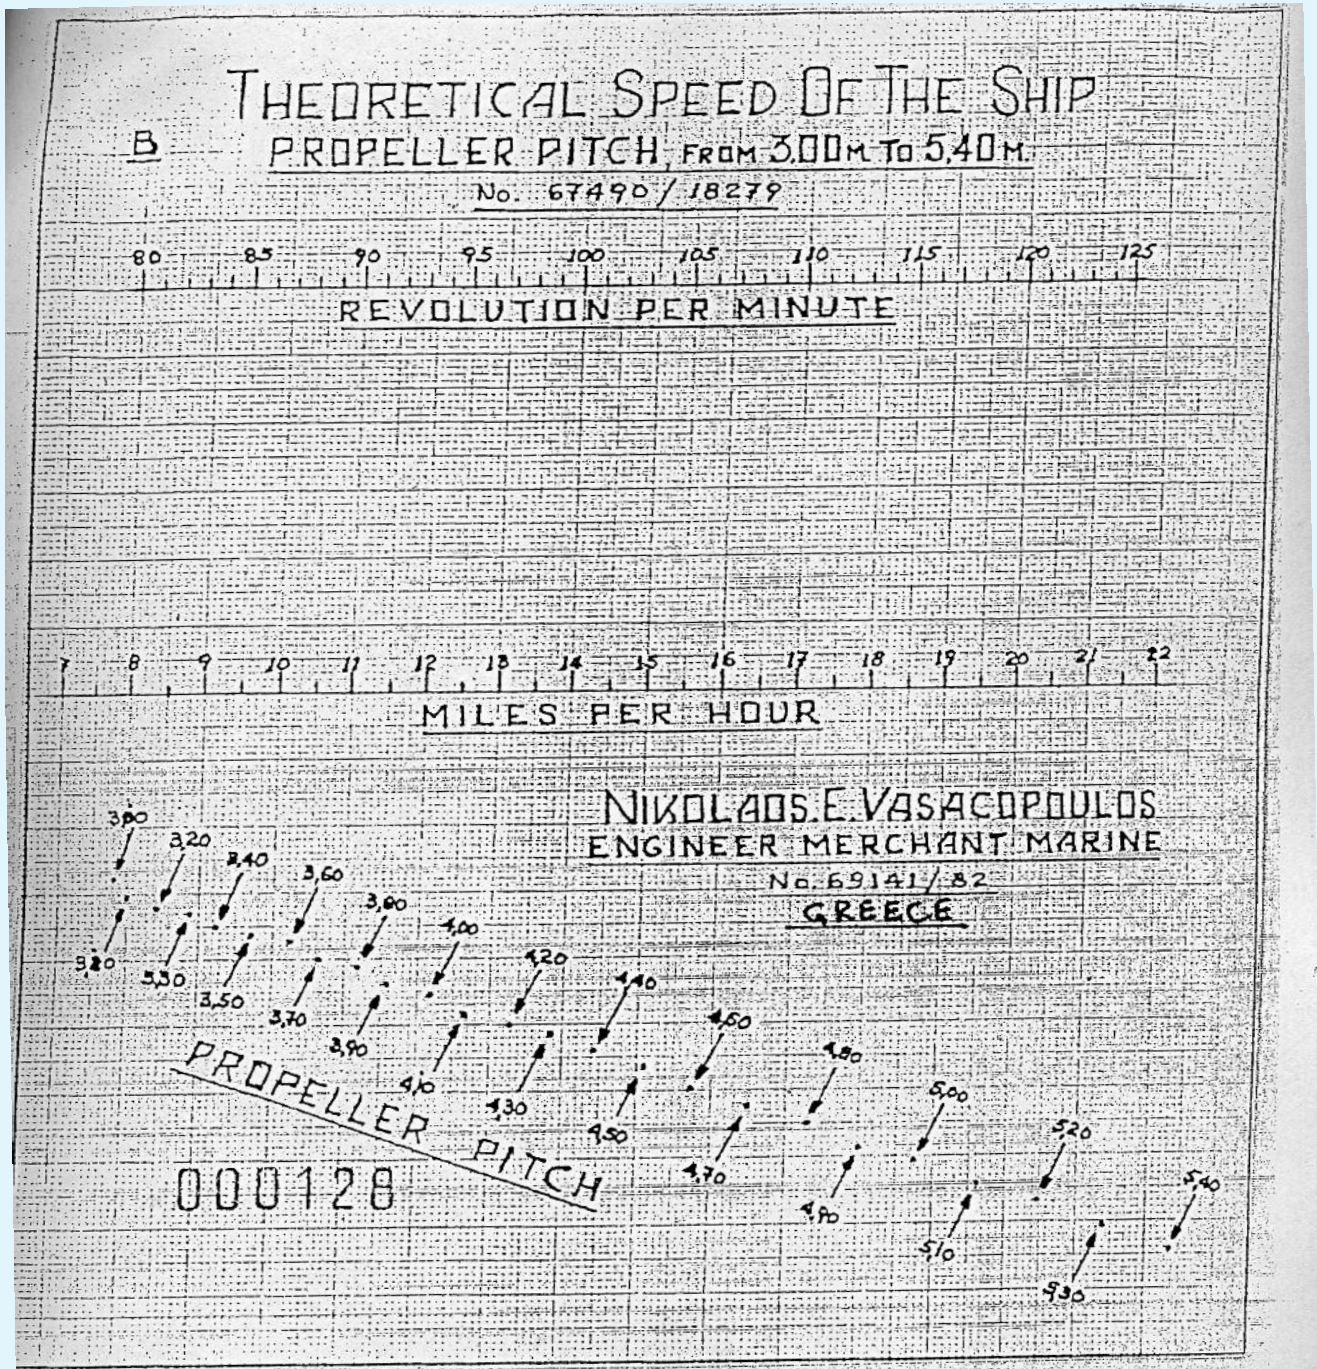 THEORETICAL SPEED OF THE SHIP
B
PROPELLER PITCH, FROM 3,00 M. TO 5,40 M.
No. 67490/18279
80 85 90 95 100 105 110 115 120 125
REVOLUTION PER MINUTE
7 8 9 10 11 12 13 14 15 16 17 18 19 20 21 22
MILES PER HOUR
NIKOLAOS.E.VASACOPOULOS
ENGINEER MERCHANT MARINE
No. 69141/82
GREECE
3,00 3,20 3,40 3,60 3,80 4,00 4,20 4,40 4,60 4,80 5,00 5,20 5,40
3,30 3,50 3,70 3,90 4,10 4,30 4,50 4,70 4,90 5,10 5,30
PROPELLER PITCH
000128